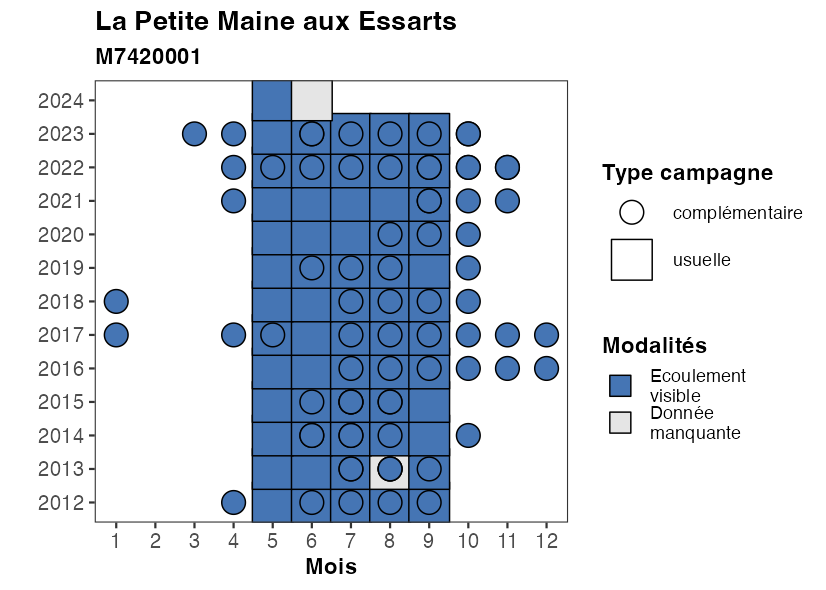 La Petite Maine aux Essarts
M7420001
2024
2023
2022
2021
2020
2019
2018
2017
2016
2015
2014
2013
2012
1 2 3 4 5 6 7 8 9 10 11 12
Mois
Type campagne
complémentaire
usuelle
Modalités
Ecoulement
visible
Donnée
manquante